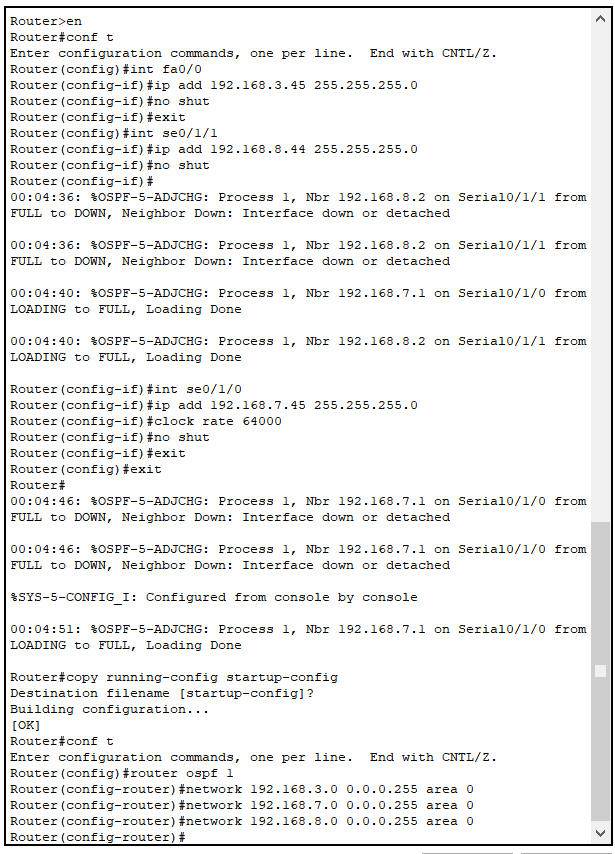 Router>en
Router#conf t
Enter configuration commands, one per line.  End with CNTL/Z.
Router(config)#int fa0/0
Router(config-if)#ip add 192.168.3.45 255.255.255.0
Router(config-if)#no shut
Router(config-if)#exit
Router(config)#int se0/1/1
Router(config-if)#ip add 192.168.8.44 255.255.255.0
Router(config-if)#no shut
Router(config-if)#
00:04:36: %OSPF-5-ADJCHG: Process 1, Nbr 192.168.8.2 on Serial0/1/1 from
FULL to DOWN, Neighbor Down: Interface down or detached
00:04:36: %OSPF-5-ADJCHG: Process 1, Nbr 192.168.8.2 on Serial0/1/1 from
FULL to DOWN, Neighbor Down: Interface down or detached
00:04:40: %OSPF-5-ADJCHG: Process 1, Nbr 192.168.7.1 on Serial0/1/0 from
LOADING to FULL, Loading Done
00:04:40: %OSPF-5-ADJCHG: Process 1, Nbr 192.168.8.2 on Serial0/1/1 from
LOADING to FULL, Loading Done
Router(config-if)#int se0/1/0
Router(config-if)#ip add 192.168.7.45 255.255.255.0
Router(config-if)#clock rate 64000
Router(config-if)#no shut
Router(config-if)#exit
Router(config)#exit
Router#
00:04:46: %OSPF-5-ADJCHG: Process 1, Nbr 192.168.7.1 on Serial0/1/0 from
FULL to DOWN, Neighbor Down: Interface down or detached
00:04:46: %OSPF-5-ADJCHG: Process 1, Nbr 192.168.7.1 on Serial0/1/0 from
FULL to DOWN, Neighbor Down: Interface down or detached
%SYS-5-CONFIG_I: Configured from console by console
00:04:51: %OSPF-5-ADJCHG: Process 1, Nbr 192.168.7.1 on Serial0/1/0 from
LOADING to FULL, Loading Done
Router#copy running-config startup-config
Destination filename [startup-config]?
Building configuration...
[OK]
Router#conf t
Enter configuration commands, one per line.  End with CNTL/Z.
Router(config)#router ospf 1
Router(config-router)#network 192.168.3.0 0.0.0.255 area 0
Router(config-router)#network 192.168.7.0 0.0.0.255 area 0
Router(config-router)#network 192.168.8.0 0.0.0.255 area 0
Router(config-router)#